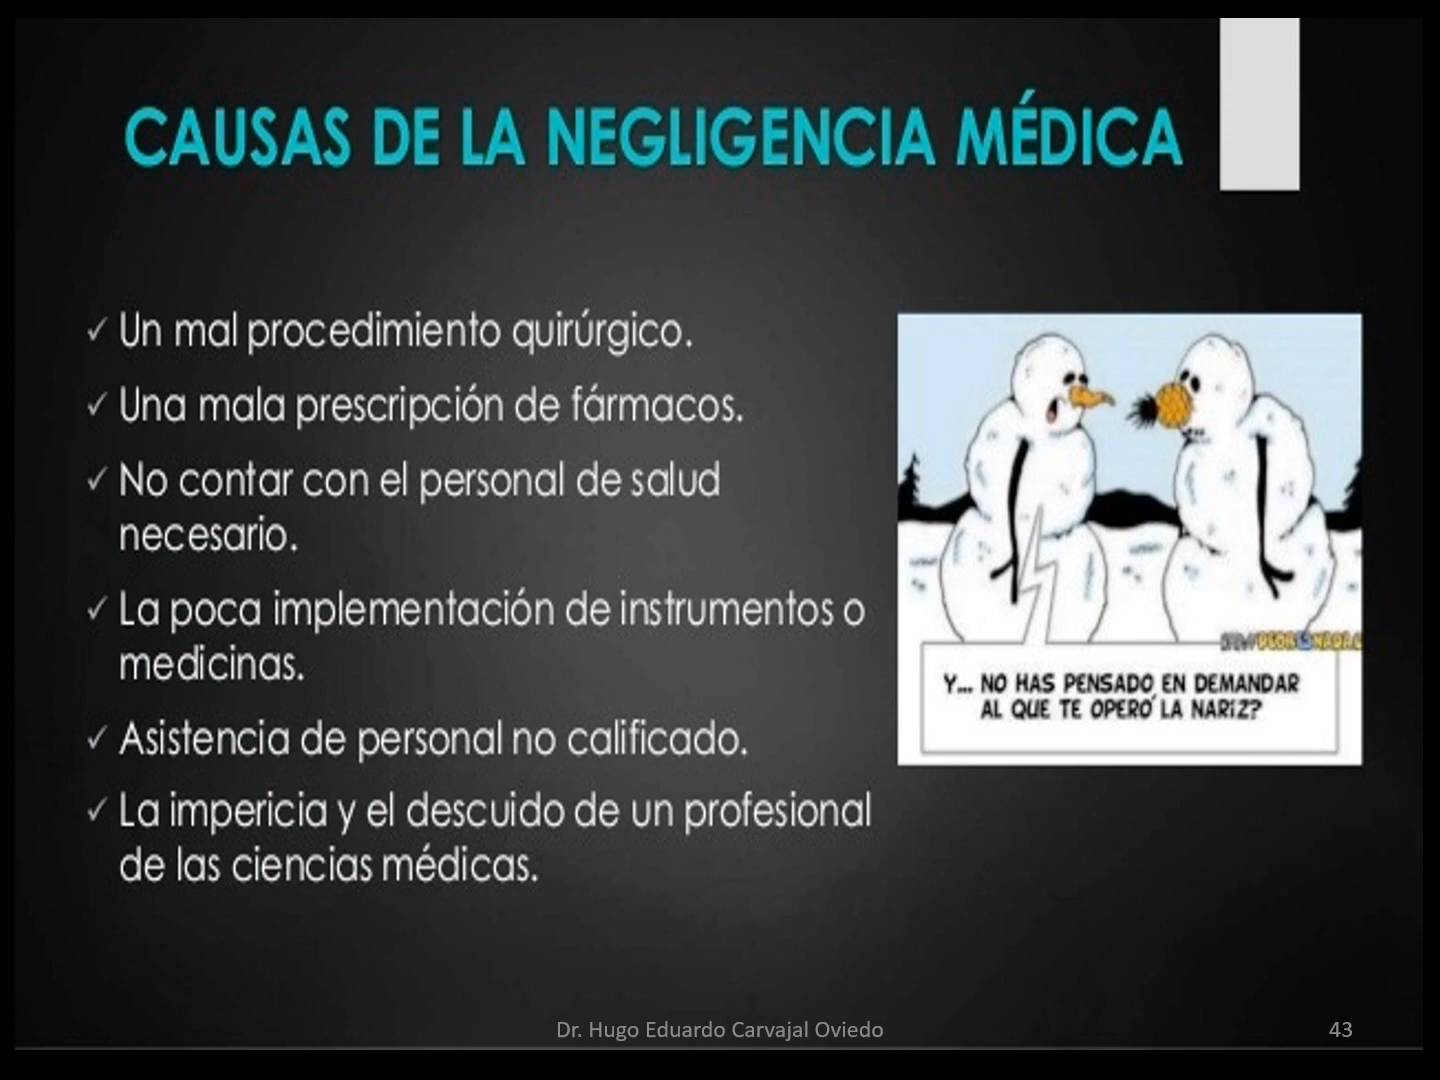 CAUSAS DE LA NEGLIGENCIA MÉDICA
✓ Un mal procedimiento quirúrgico.
✓ Una mala prescripción de fármacos.
✓ No contar con el personal de salud
necesario.
✓ La poca implementación de instrumentos o
medicinas.
✓ Asistencia de personal no calificado.
✓ La impericia y el descuido de un profesional
de las ciencias médicas.
Y... NO HAS PENSADO EN DEMANDAR
AL QUE TE OPERÓ LA NARIZ?
Dr. Hugo Eduardo Carvajal Oviedo
43